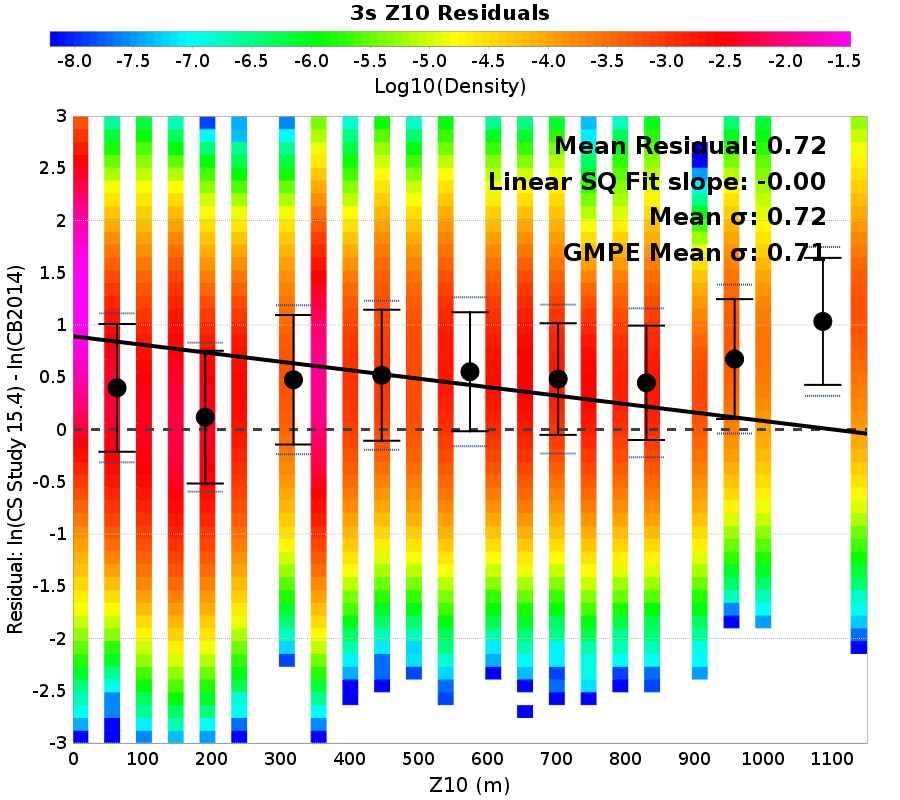 3s Z10 Residuals
-8.0 -7.5 -7.0 -6.5 -6.0 -5.5 -5.0 -4.5 -4.0 -3.5 -3.0 -2.5 -2.0 -1.5
Log10(Density)
Mean Residual: 0.72
Linear SQ Fit slope: -0.00
Mean σ: 0.72
GMPE Mean σ: 0.71
Residual: ln(CS Study 15.4) - ln(CB2014)
3
2.5
2
1.5
1
0.5
0
-0.5
-1
-1.5
-2
-2.5
-3
0 100 200 300 400 500 600 700 800 900 1000 1100
Z10 (m)